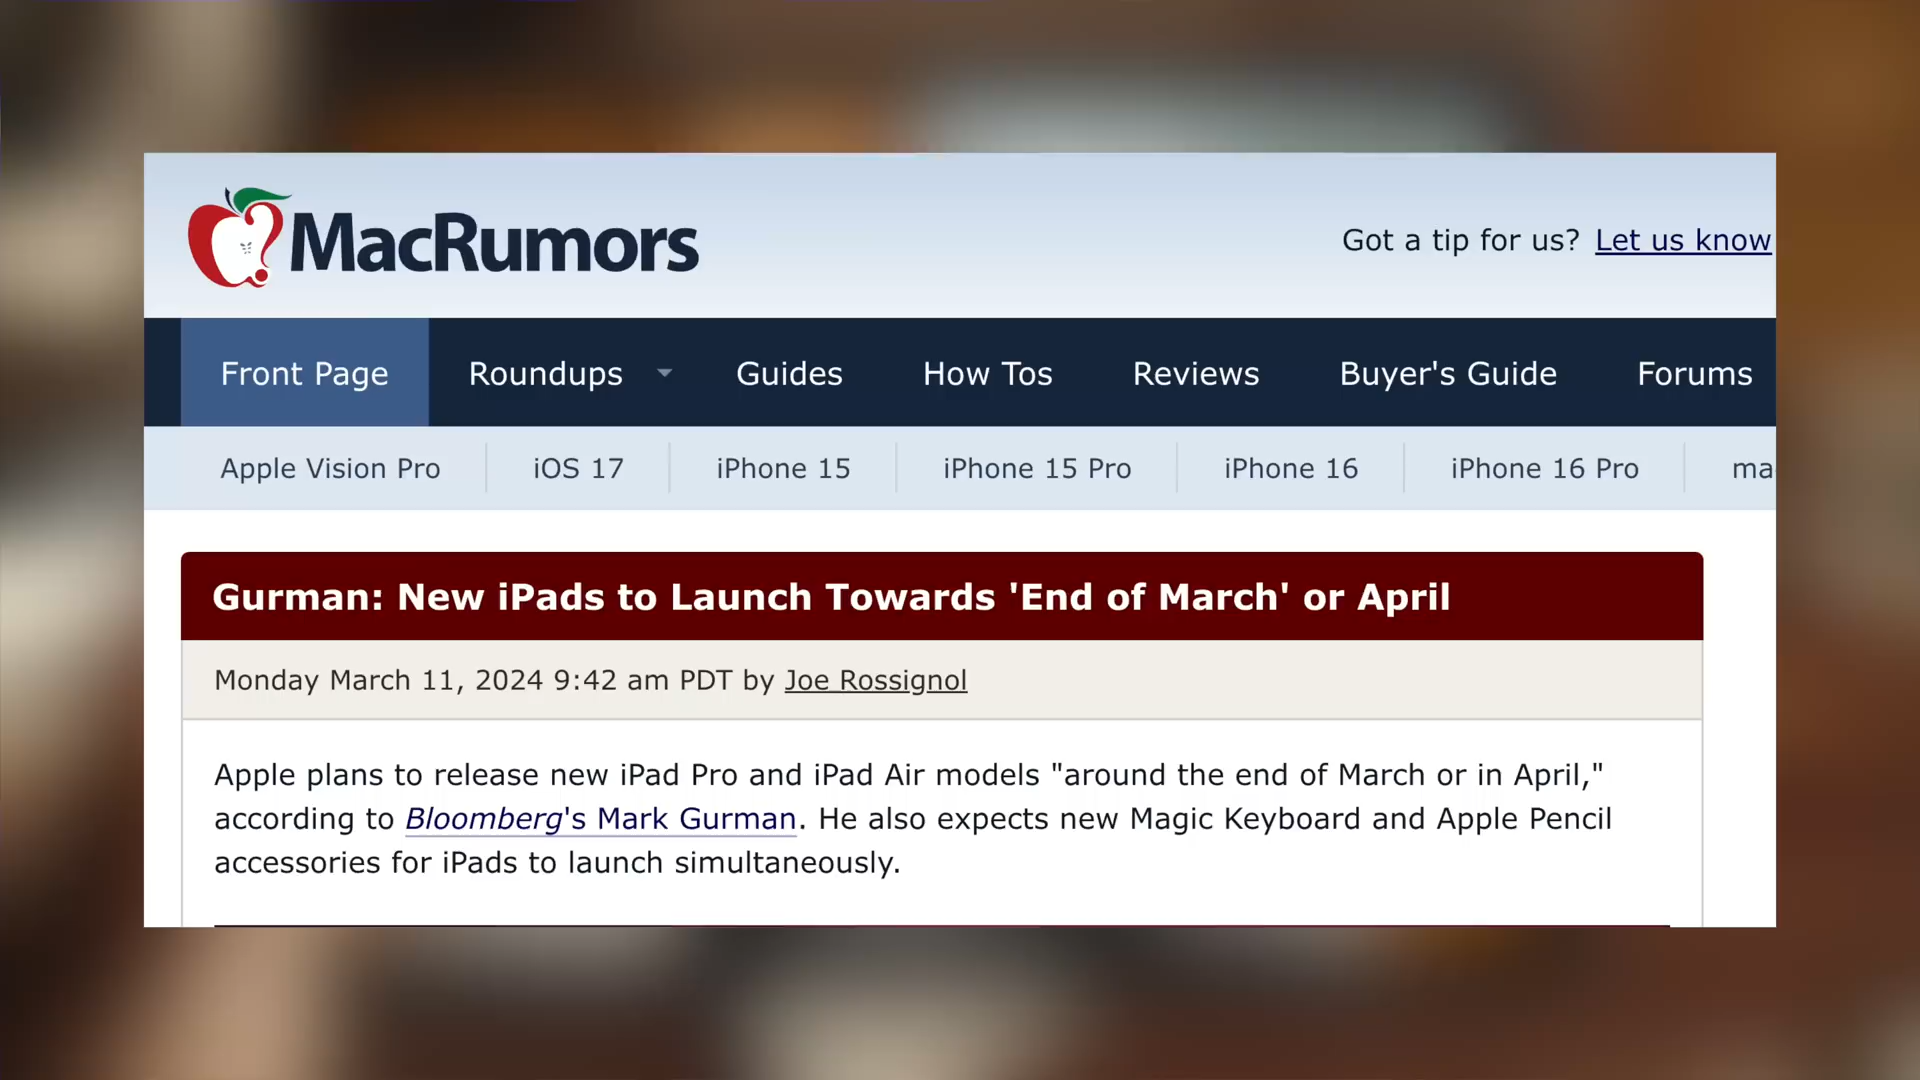 MacRumors
Got a tip for us? Let us know
Front Page Roundups Guides How Tos Reviews Buyer's Guide Forums
Apple Vision Pro iOS 17 iPhone 15 iPhone 15 Pro iPhone 16 iPhone 16 Pro ma
Gurman: New iPads to Launch Towards 'End of March' or April
Monday March 11, 2024 9:42 am PDT by Joe Rossignol
Apple plans to release new iPad Pro and iPad Air models "around the end of March or in April,"
according to Bloomberg's Mark Gurman. He also expects new Magic Keyboard and Apple Pencil
accessories for iPads to launch simultaneously.